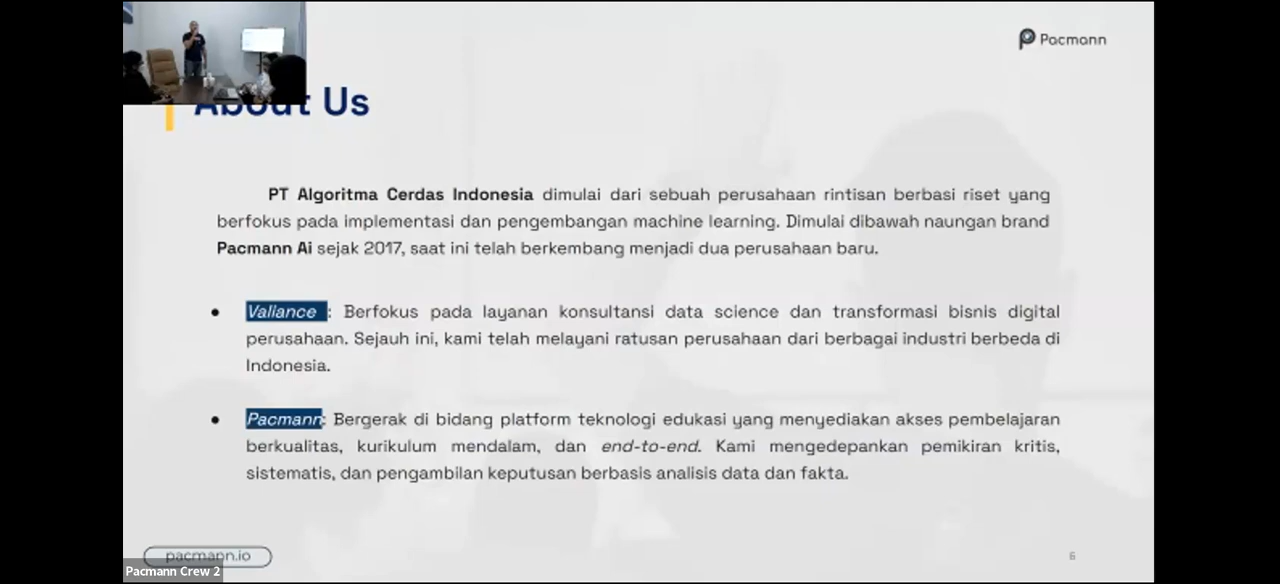 Pacmann
About Us
PT Algoritma Cerdas Indonesia dimulai dari sebuah perusahaan rintisan berbasi riset yang
berfokus pada implementasi dan pengembangan machine learning. Dimulai dibawah naungan brand
Pacmann Ai sejak 2017, saat ini telah berkembang menjadi dua perusahaan baru.
● Valiance : Berfokus pada layanan konsultansi data science dan transformasi bisnis digital
perusahaan. Sejauh ini, kami telah melayani ratusan perusahaan dari berbagai industri berbeda di
Indonesia.
● Pacmann: Bergerak di bidang platform teknologi edukasi yang menyediakan akses pembelajaran
berkualitas, kurikulum mendalam, dan end-to-end. Kami mengedepankan pemikiran kritis,
sistematis, dan pengambilan keputusan berbasis analisis data dan fakta.
pacmann.io
6
Pacmann Crew 2